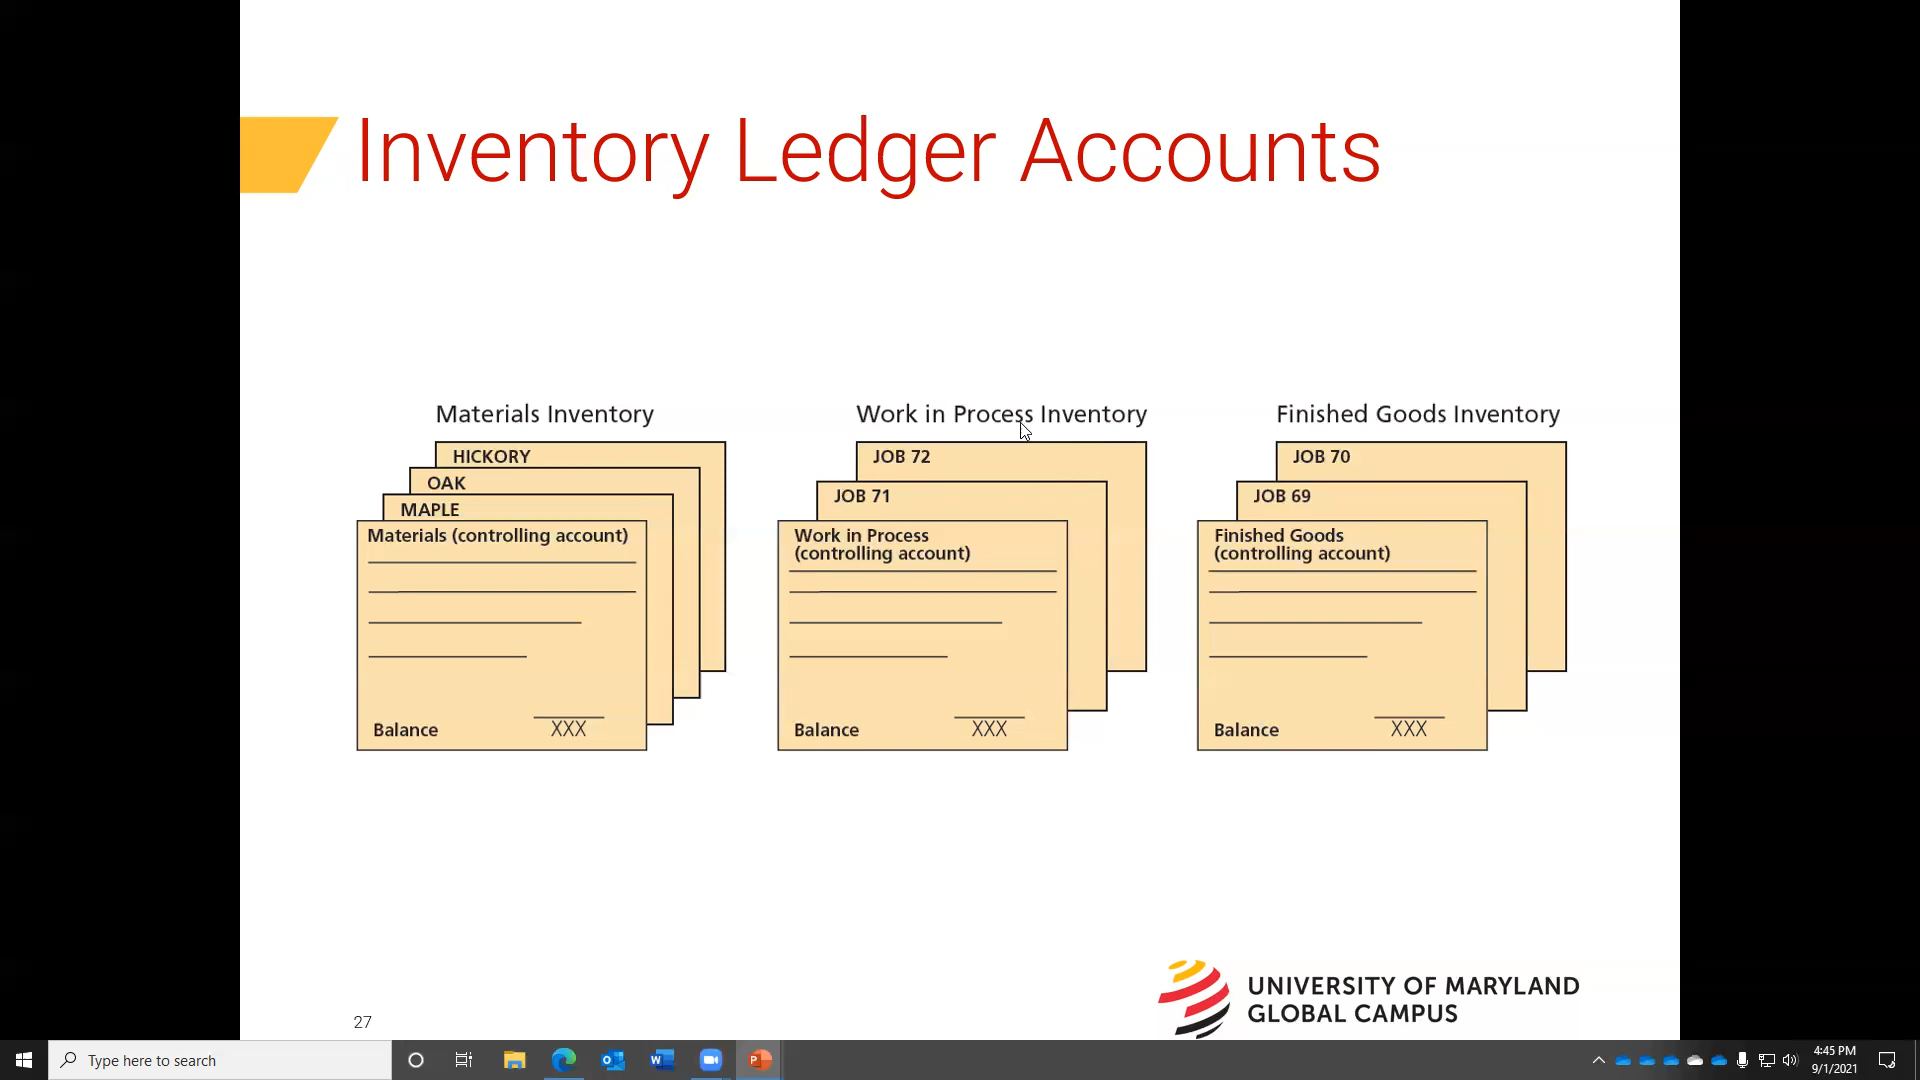 Inventory Ledger Accounts
Materials Inventory
HICKORY
OAK
MAPLE
Materials (controlling account)
Balance
XXX
Work in Process Inventory
JOB 72
JOB 71
Work in Process
(controlling account)
Balance
XXX
Finished Goods Inventory
JOB 70
JOB 69
Finished Goods
(controlling account)
Balance
XXX
UNIVERSITY OF MARYLAND
GLOBAL CAMPUS
27
Type here to search
4:45 PM
9/1/2021